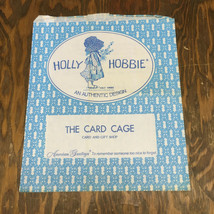 HOLLY HOBBIE
AN AUTHENTIC DESIGN
THE CARD CAGE
CARD AND GIFT SHOP
American Greetings